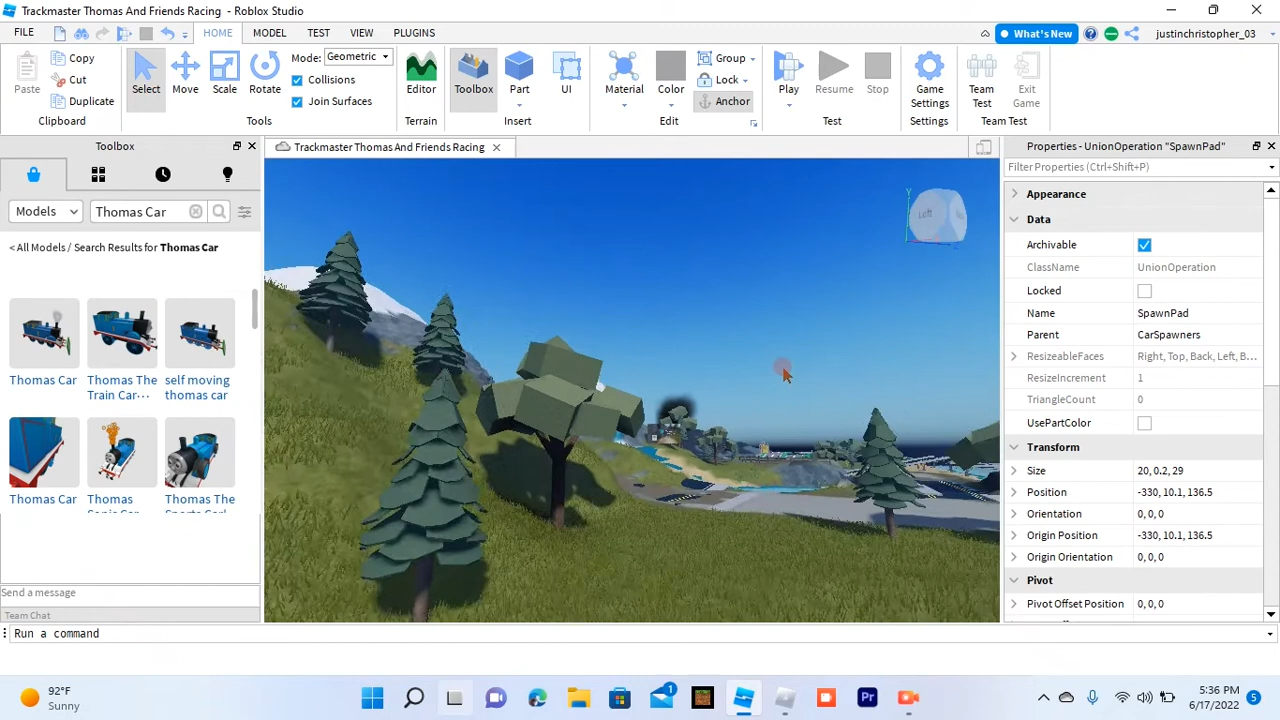 Trackmaster Thomas And Friends Racing - Roblox Studio
FILE HOME MODEL TEST VIEW PLUGINS What's New justinchristopher_03
Paste Copy Cut Duplicate Select Move Scale Rotate Mode: Geometric Collisions Join Surfaces Editor Toolbox Part UI Material Color Group Lock Anchor Play Resume Stop Game Settings Team Test Exit Game
Clipboard Tools Terrain Insert Edit Test Settings Team Test
Toolbox
Models Thomas Car
< All Models / Search Results for Thomas Car
Thomas Car
Thomas The Train Car...
self moving thomas car
Thomas Car
Thomas
Thomas The
Send a message
Team Chat
Run a command
Trackmaster Thomas And Friends Racing
Left
Properties - UnionOperation "SpawnPad"
Filter Properties (Ctrl+Shift+P)
Appearance
Data
Archivable
ClassName UnionOperation
Locked
Name SpawnPad
Parent CarSpawners
ResizeableFaces Right, Top, Back, Left, B...
ResizeIncrement 1
TriangleCount 0
UsePartColor
Transform
Size 20, 0.2, 29
Position -330, 10.1, 136.5
Orientation 0, 0, 0
Origin Position -330, 10.1, 136.5
Origin Orientation 0, 0, 0
Pivot
Pivot Offset Position 0, 0, 0
92°F
Sunny
1
Pr
5:36 PM
6/17/2022
5